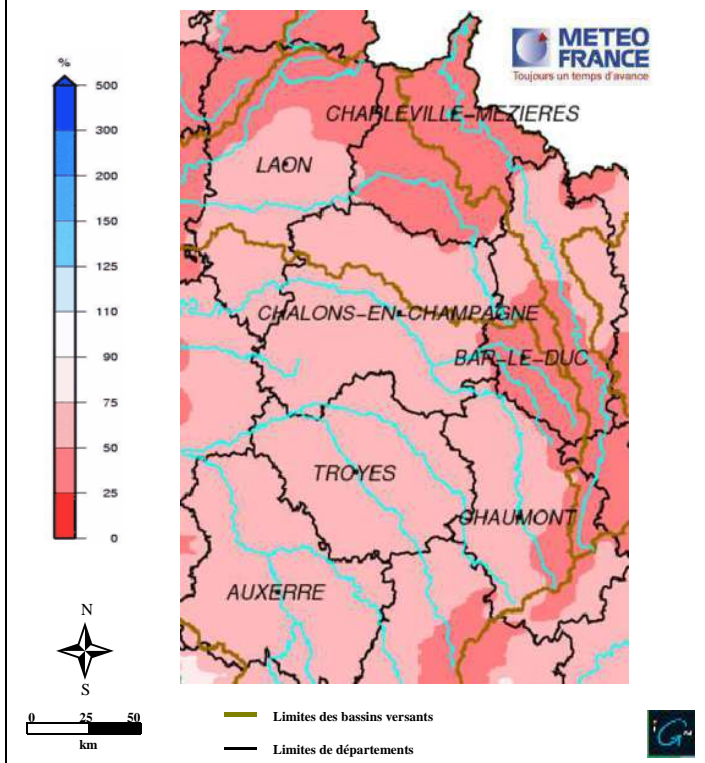 METEO
FRANCE
Toujours un temps d'avance
%
500
300
200
150
125
110
90
75
50
25
0
CHARLEVILLE-MEZIERES
LAON
CHALONS-EN-CHAMPAGNE
BAR-LE-DUC
TROYES
CHAUMONT
AUXERRE
N
S
0 25 50
km
Limites des bassins versants
Limites de départements